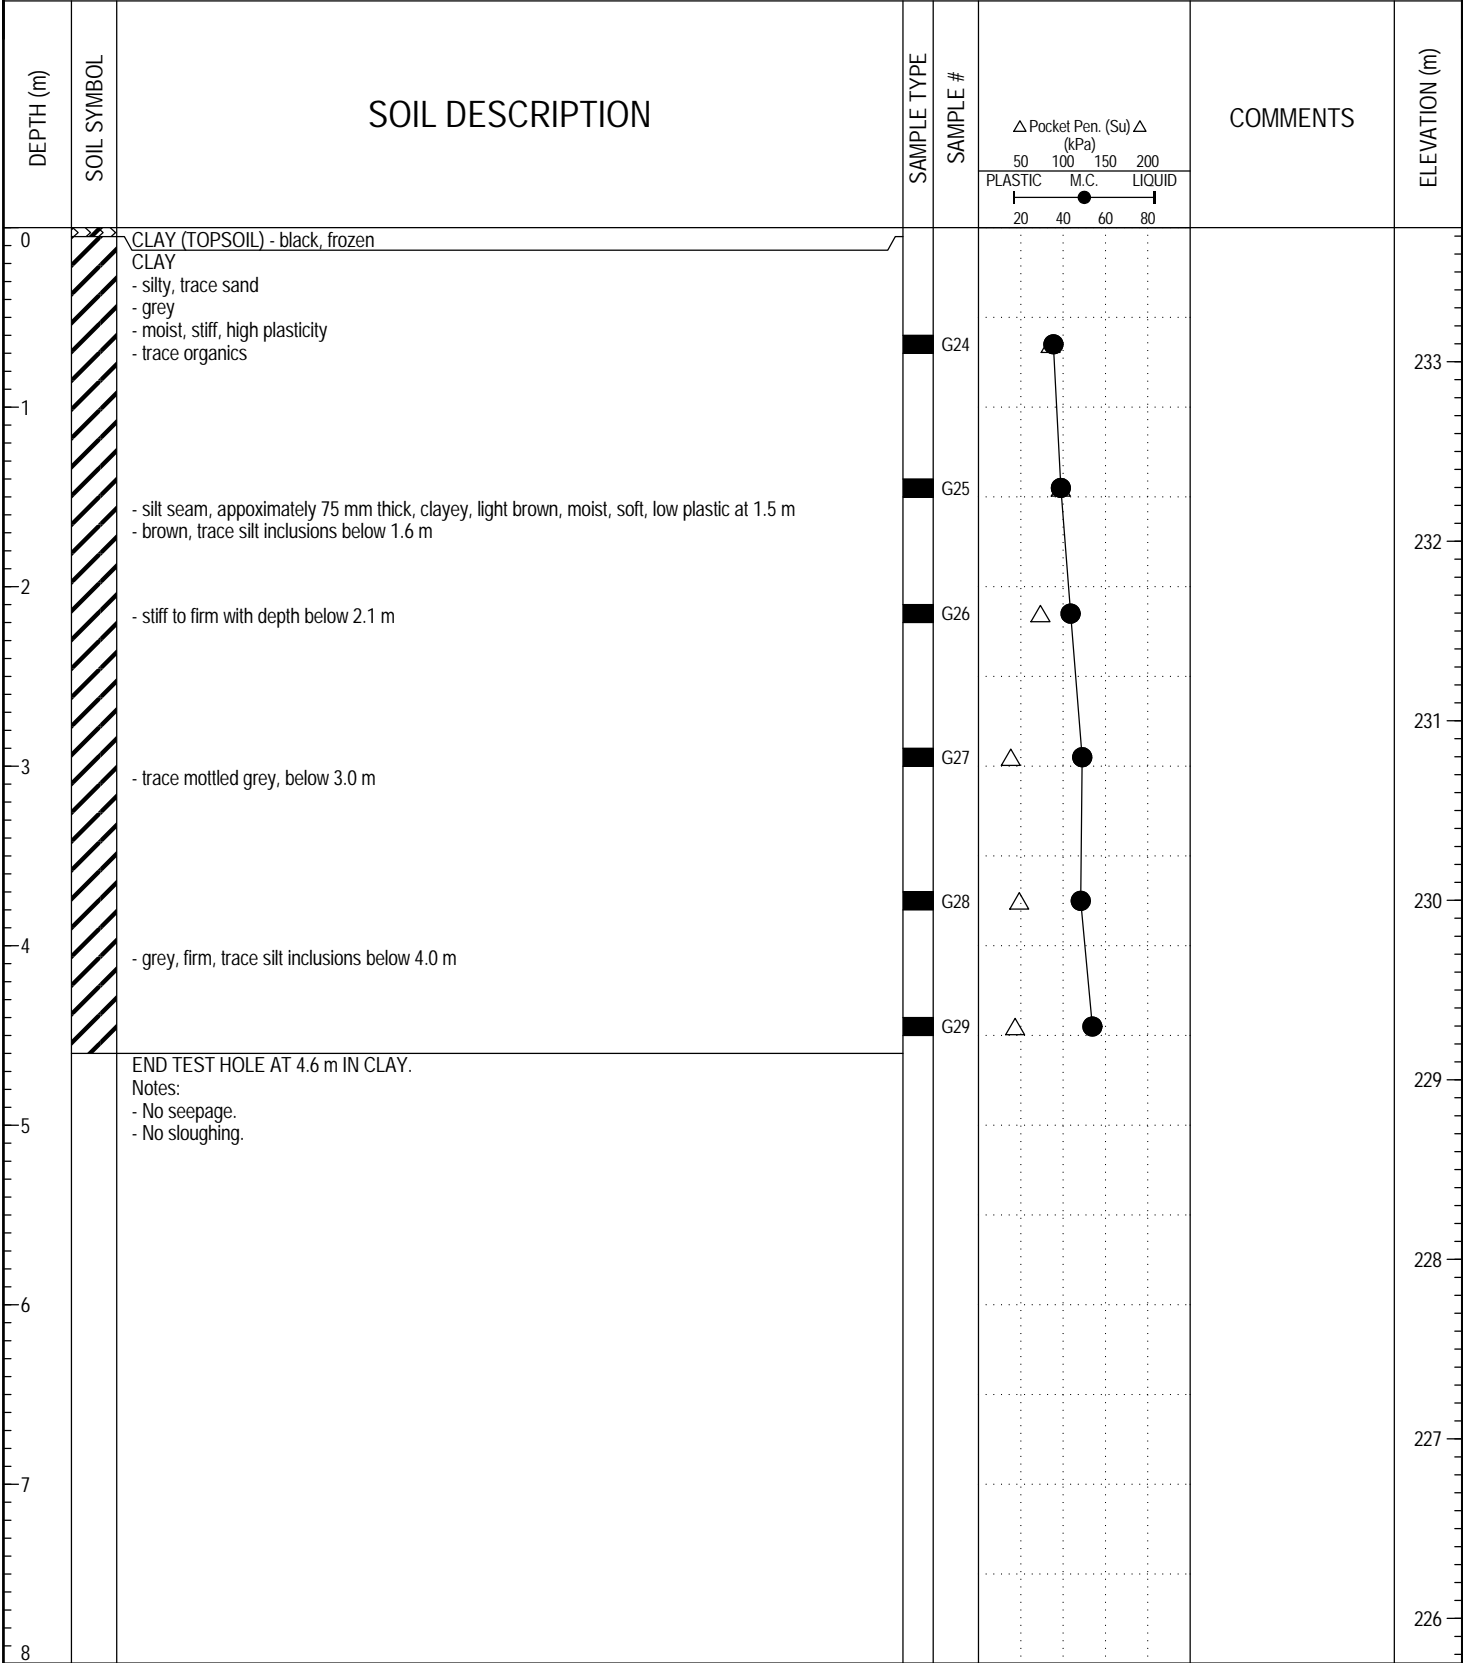 DEPTH (m)
SOIL SYMBOL
SOIL DESCRIPTION
SAMPLE TYPE
SAMPLE #
△ Pocket Pen. (Su) △
(kPa)
50 100 150 200
PLASTIC M.C. LIQUID
20 40 60 80
COMMENTS
ELEVATION (m)
0
CLAY (TOPSOIL) - black, frozen
CLAY
- silty, trace sand
- grey
- moist, stiff, high plasticity
- trace organics
G24
233
1
G25
- silt seam, appoximately 75 mm thick, clayey, light brown, moist, soft, low plastic at 1.5 m
- brown, trace silt inclusions below 1.6 m
232
2
- stiff to firm with depth below 2.1 m
G26
231
G27
3
- trace mottled grey, below 3.0 m
G28
230
4
- grey, firm, trace silt inclusions below 4.0 m
G29
END TEST HOLE AT 4.6 m IN CLAY.
229
Notes:
- No seepage.
5
- No sloughing.
228
6
227
7
226
8